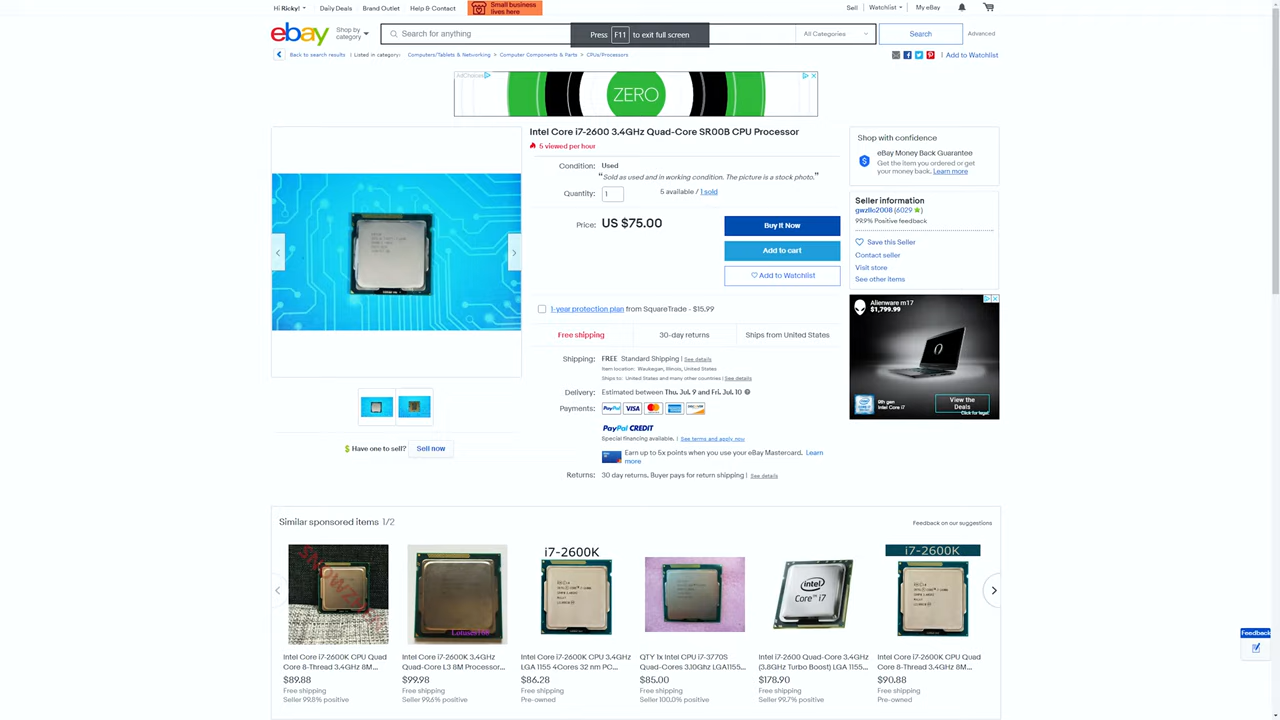 Hi Ricky!
Daily Deals
Brand Outlet
Help & Contact
Small business
lives here
Sell
Watchlist
My eBay
ebay
Shop by
category
Search for anything
Press F11 to exit full screen
All Categories
Search
Advanced
Back to search results
Listed in category:
Computers/Tablets & Networking > Computer Components & Parts > CPUs/Processors
Add to Watchlist
AdChoices
ZERO
Intel Core i7-2600 3.4GHz Quad-Core SR00B CPU Processor
5 viewed per hour
Condition: Used
"Sold as used and in working condition. The picture is a stock photo."
Quantity: 1
5 available / 1 sold
Price: US $75.00
Buy It Now
Add to cart
Add to Watchlist
1-year protection plan from SquareTrade - $15.99
Free shipping
30-day returns
Ships from United States
Shipping: FREE Standard Shipping | See details
Item location: Waukegan, Illinois, United States
Ships to: United States and many other countries | See details
Delivery: Estimated between Thu. Jul. 9 and Fri. Jul. 10
Payments: PayPal VISA
PayPal CREDIT
Special financing available. | See terms and apply now
Earn up to 5x points when you use your eBay Mastercard. Learn
more
Returns: 30 day returns. Buyer pays for return shipping | See details
Have one to sell?
Sell now
Shop with confidence
eBay Money Back Guarantee
Get the item you ordered or get
your money back. Learn more
Seller information
gwzllc2008 (6029)
99.9% Positive feedback
Save this Seller
Contact seller
Visit store
See other items
Alienware m17
$1,799.99
9th gen
Intel Core i7
View the
Deals
Click for legal
Similar sponsored items 1/2
Feedback on our suggestions
i7-2600K
intel
Core™ i7
i7-2600K
Intel Core i7-2600K CPU Quad
Core 8-Thread 3.4GHz 8M...
$89.88
Free shipping
Seller 99.8% positive
Intel Core i7-2600K 3.4GHz
Quad-Core L3 8M Processor...
$99.98
Free shipping
Seller 99.6% positive
Intel Core i7-2600K CPU 3.4GHz
LGA 1155 4Cores 32 nm PC...
$86.28
Free shipping
Pre-owned
QTY 1x Intel CPU i7-3770S
Quad-Cores 3.10Ghz LGA1155...
$85.00
Free shipping
Seller 100.0% positive
Intel i7-2600 Quad-Core 3.4GHz
(3.8GHz Turbo Boost) LGA 1155...
$178.90
Free shipping
Seller 99.7% positive
Intel Core i7-2600K CPU Quad
Core 8-Thread 3.4GHz 8M...
$90.88
Free shipping
Pre-owned
Feedback